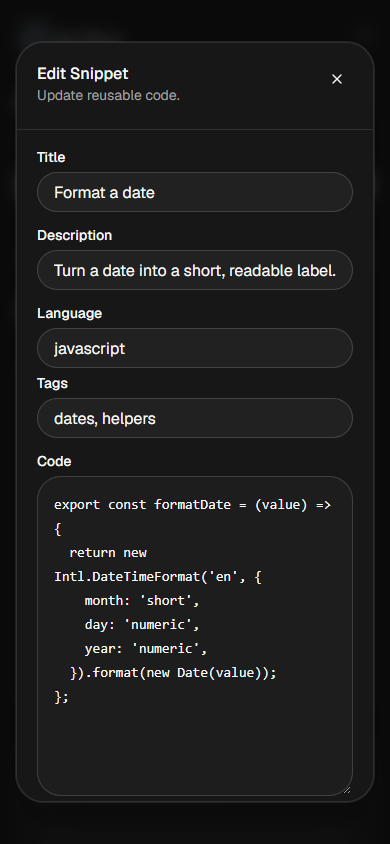 Edit Snippet
Update reusable code.
Title
Format a date
Description
Turn a date into a short, readable label.
Language
javascript
Tags
dates, helpers
Code
export const formatDate = (value) =>
{
  return new
Intl.DateTimeFormat('en', {
    month: 'short',
    day: 'numeric',
    year: 'numeric',
  }).format(new Date(value));
};